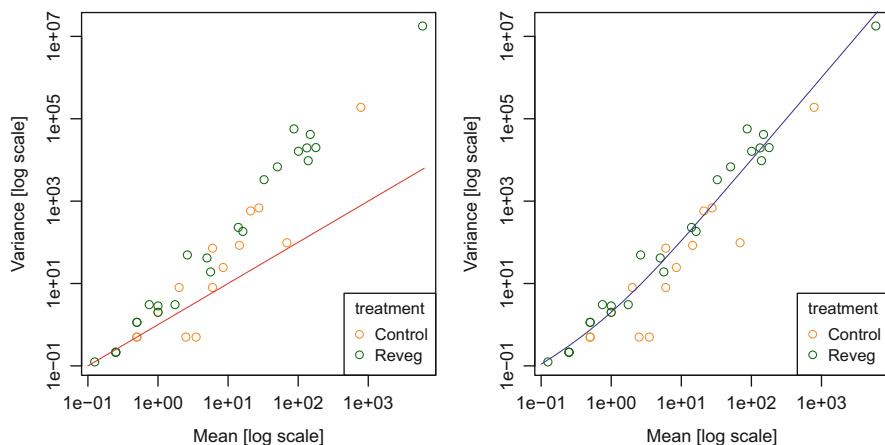 Variance [log scale]
1e+07
1e+05
1e+03
1e+01
1e−01
treatment
Control
Reveg
1e−01 1e+00 1e+01 1e+02 1e+03
Mean [log scale]
Variance [log scale]
1e+07
1e+05
1e+03
1e+01
1e−01
treatment
Control
Reveg
1e−01 1e+00 1e+01 1e+02 1e+03
Mean [log scale]